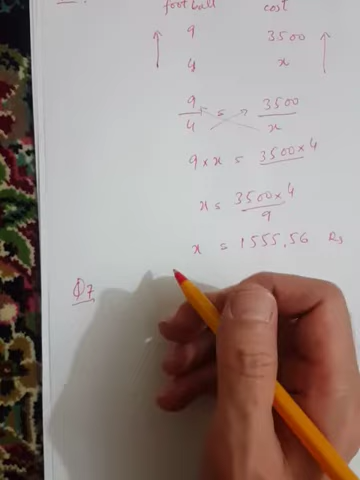 football cost
9 3500
4 x
9/4 = 3500/x
9 × x = 3500 × 4
x = 3500 × 4 / 9
x = 1555.56 Rs
Q7